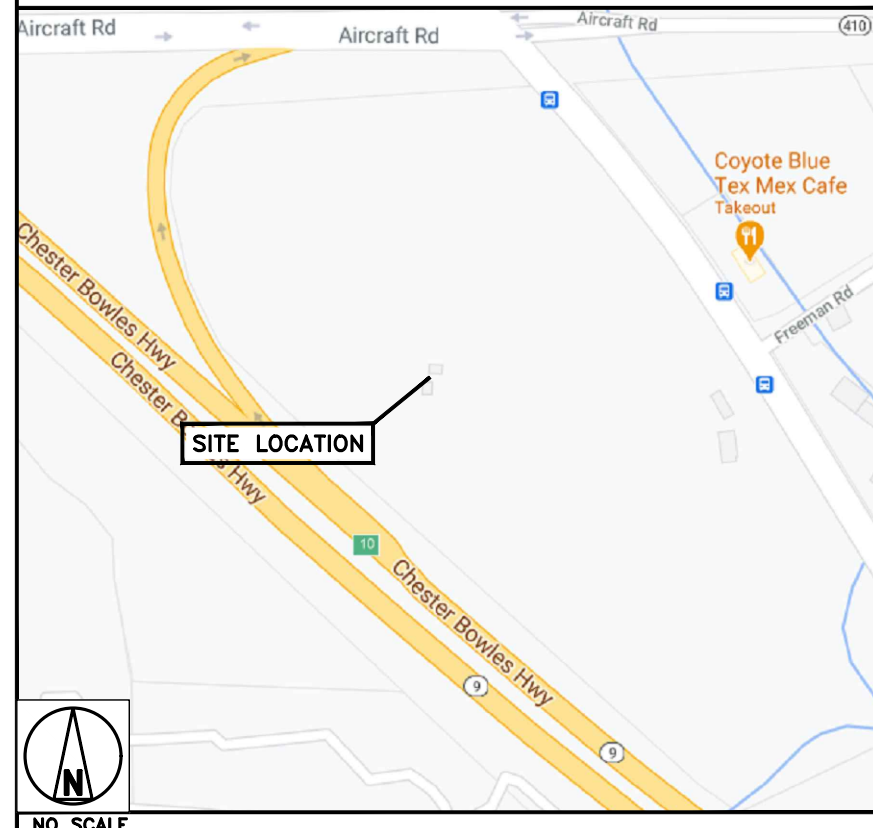 Aircraft Rd
Aircraft Rd
Aircraft Rd
410
Coyote Blue
Tex Mex Cafe
Takeout
Freeman Rd
Chester Bowles Hwy
Chester B
s Hwy
SITE LOCATION
10
Chester Bowles Hwy
9
9
N
NO SCALE